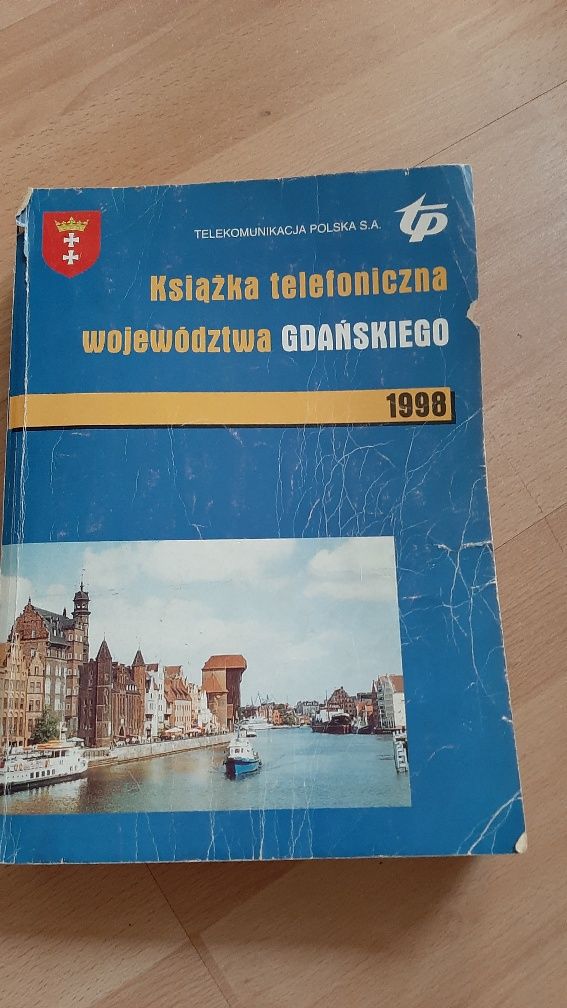 TELEKOMUNIKACJA POLSKA S.A. tp
Książka telefoniczna
województwa GDAŃSKIEGO
1998